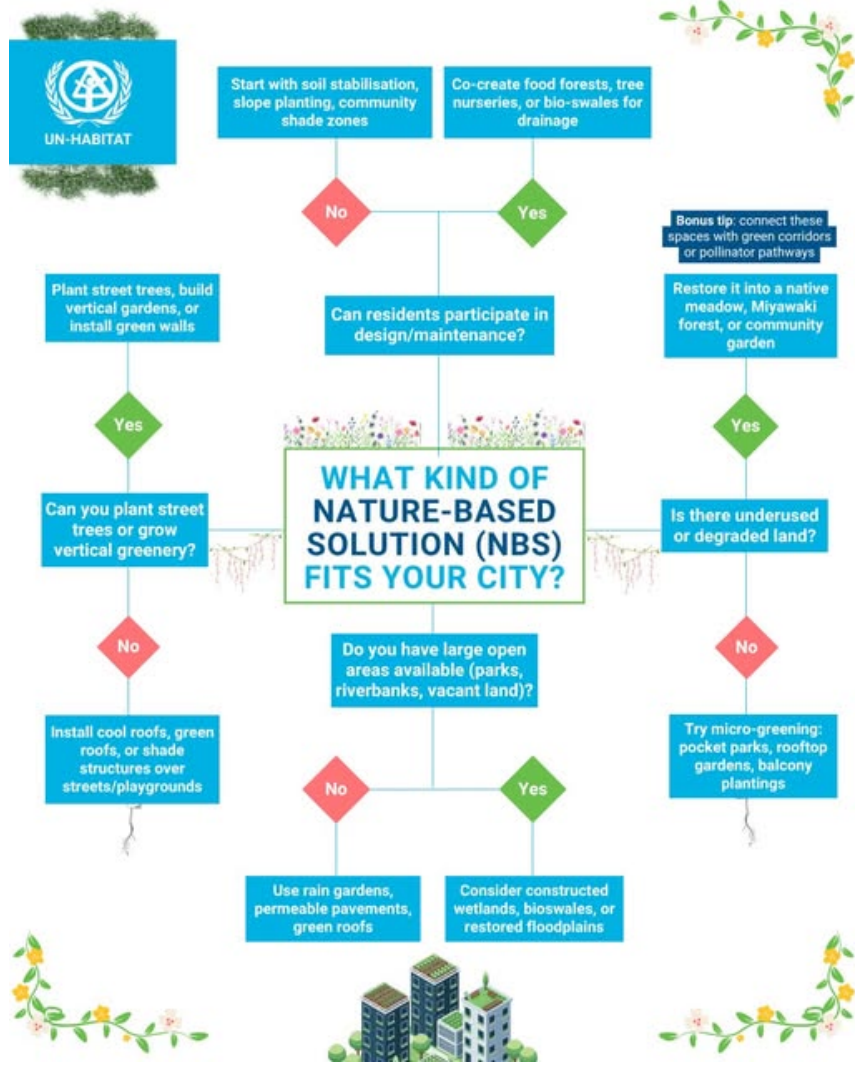 UN-HABITAT
Start with soil stabilisation,
slope planting, community
shade zones
Co-create food forests, tree
nurseries, or bio-swales for
drainage
No
Yes
Can residents participate in
design/maintenance?
Bonus tip: connect these
spaces with green corridors
or pollinator pathways
Plant street trees, build
vertical gardens, or
install green walls
Yes
Can you plant street
trees or grow
vertical greenery?
No
Install cool roofs, green
roofs, or shade
structures over
streets/playgrounds
WHAT KIND OF
NATURE-BASED
SOLUTION (NBS)
FITS YOUR CITY?
Restore it into a native
meadow, Miyawaki
forest, or community
garden
Yes
Is there underused
or degraded land?
No
Try micro-greening:
pocket parks, rooftop
gardens, balcony
plantings
Do you have large open
areas available (parks,
riverbanks, vacant land)?
No
Yes
Use rain gardens,
permeable pavements,
green roofs
Consider constructed
wetlands, bioswales, or
restored floodplains